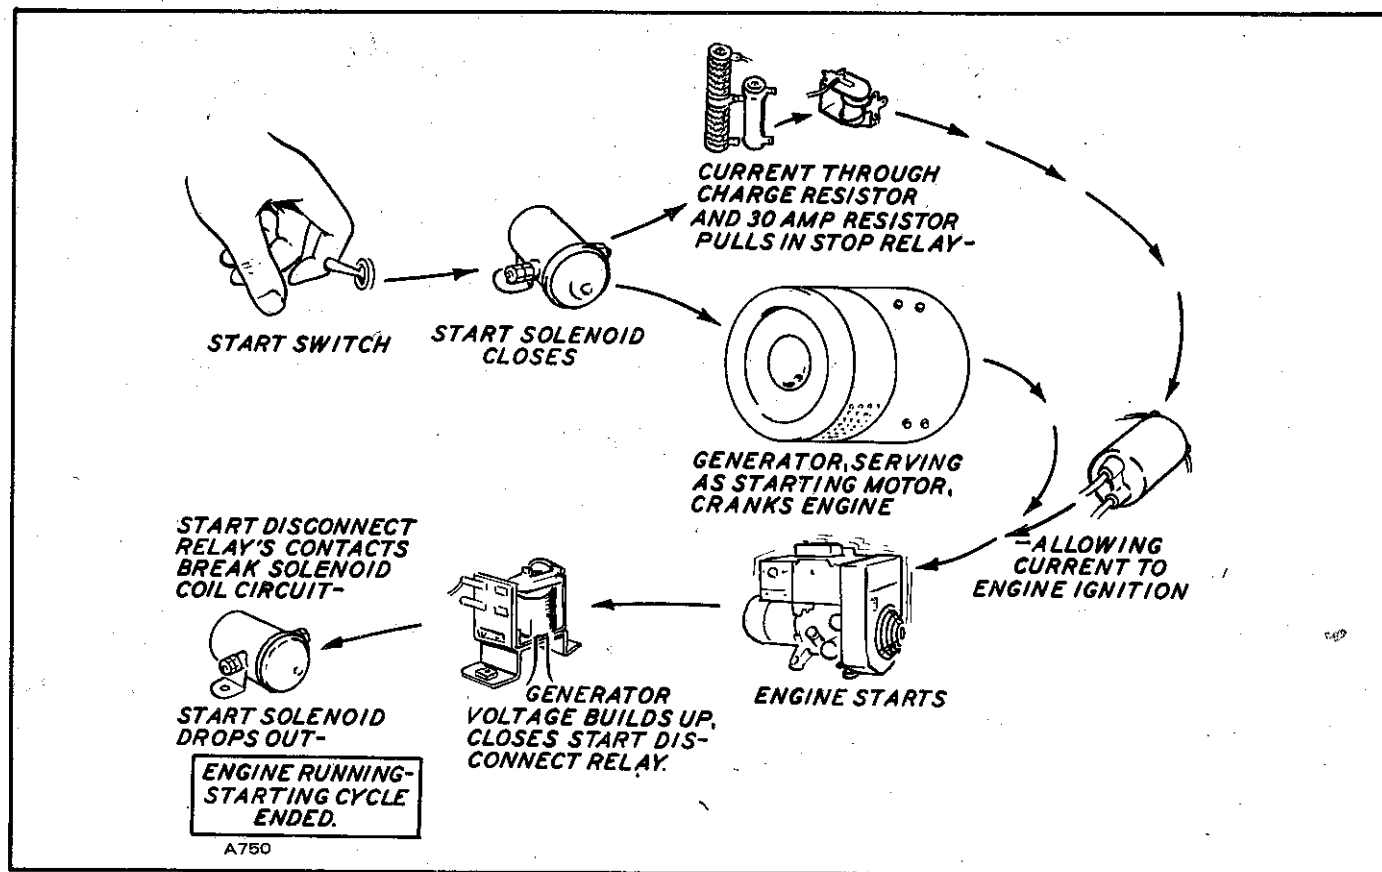 CURRENT THROUGH
CHARGE RESISTOR
AND 30 AMP RESISTOR
PULLS IN STOP RELAY-
START SWITCH
START SOLENOID
CLOSES
GENERATOR, SERVING
AS STARTING MOTOR,
CRANKS ENGINE
-ALLOWING
CURRENT TO
ENGINE IGNITION
ENGINE STARTS
GENERATOR
VOLTAGE BUILDS UP,
CLOSES START DIS-
CONNECT RELAY.
START DISCONNECT
RELAY'S CONTACTS
BREAK SOLENOID
COIL CIRCUIT-
START SOLENOID
DROPS OUT-
ENGINE RUNNING-
STARTING CYCLE
ENDED.
A750